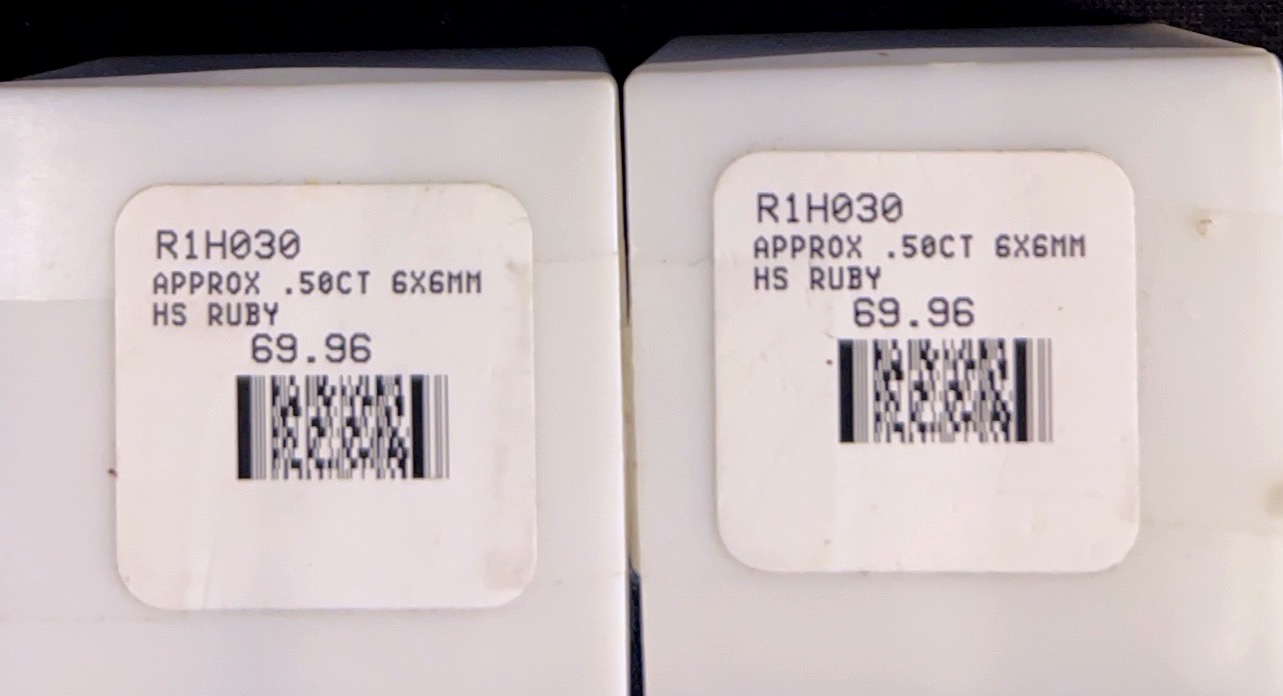 R1H030
APPROX .50CT 6X6MM
HS RUBY
69.96
R1H030
APPROX .50CT 6X6MM
HS RUBY
69.96